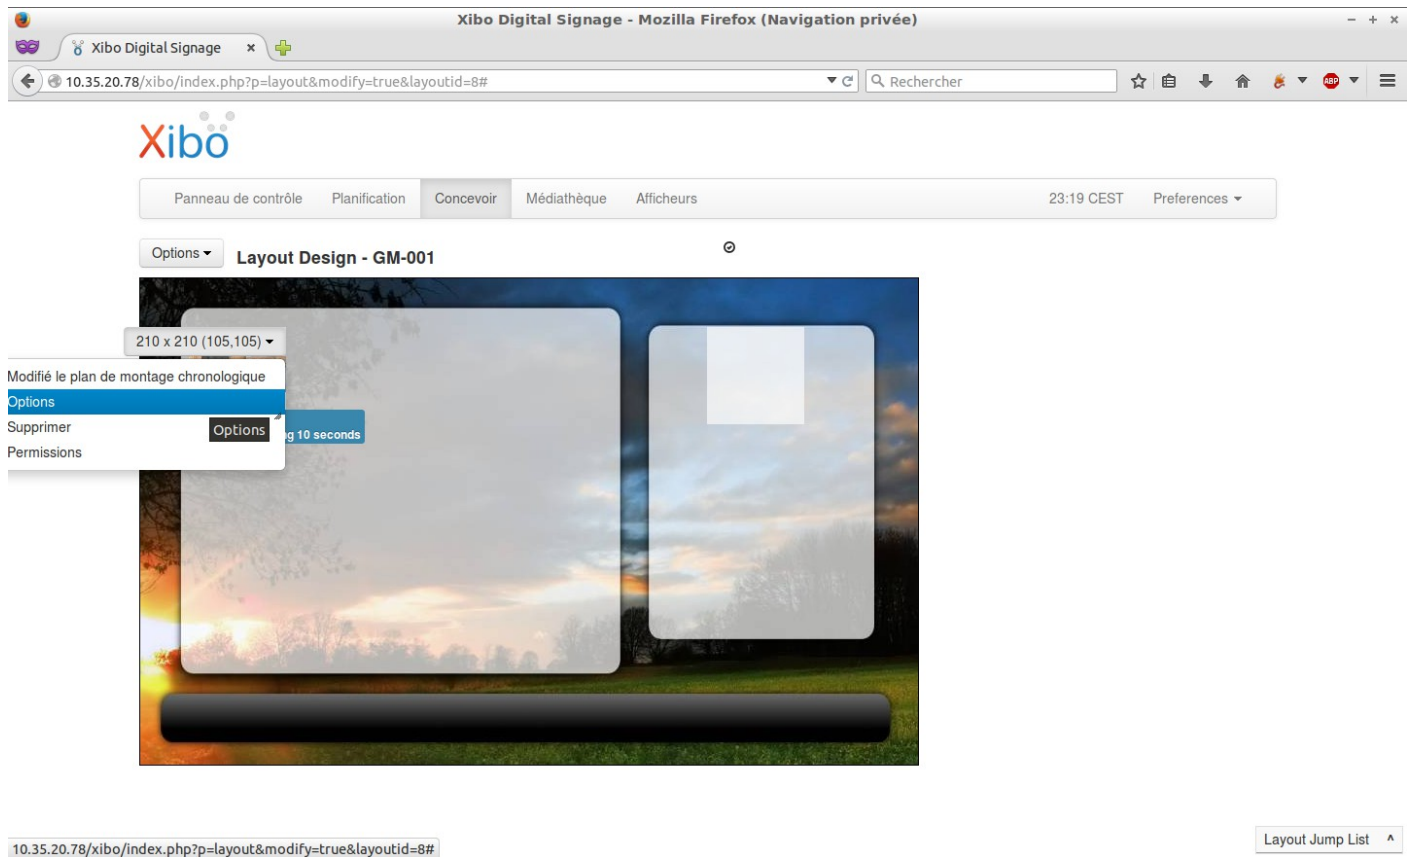 Xibo Digital Signage - Mozilla Firefox (Navigation privée)
Xibo Digital Signage
10.35.20.78/xibo/index.php?p=layout&modify=true&layoutid=8#
Rechercher
ABP
Xibo
Panneau de contrôle Planification Concevoir Médiathèque Afficheurs 23:19 CEST Preferences
Options
Layout Design - GM-001
210 x 210 (105,105)
Modifié le plan de montage chronologique
Options
Supprimer
Options
10 seconds
Permissions
Layout Jump List
10.35.20.78/xibo/index.php?p=layout&modify=true&layoutid=8#